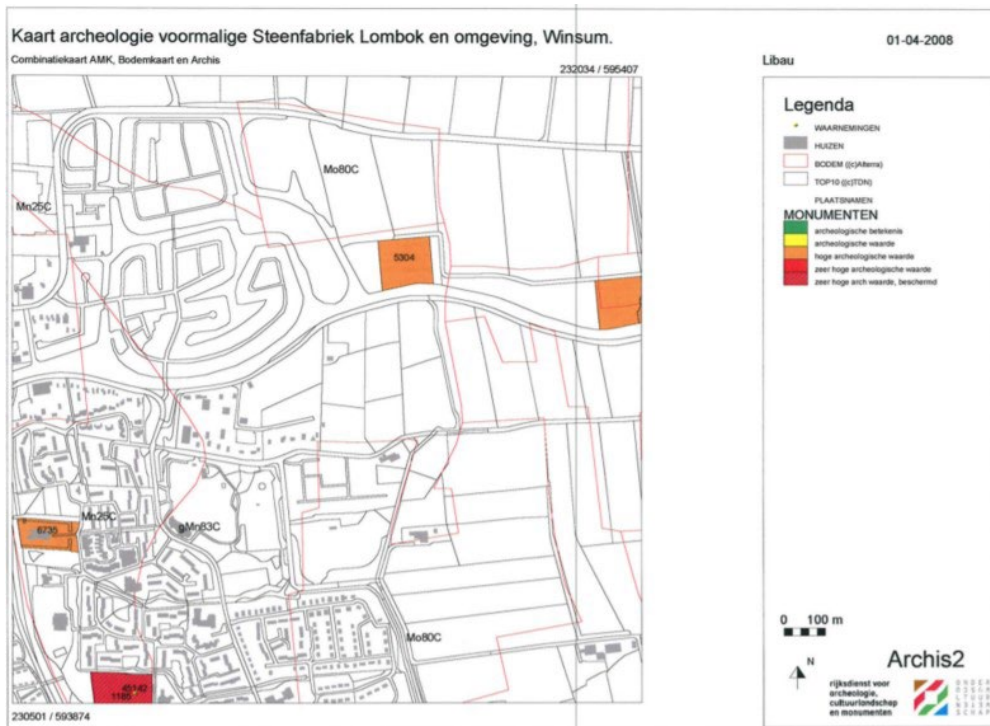 Kaart archeologie voormalige Steenfabriek Lombok en omgeving, Winsum.
01-04-2008
Combinatiekaart AMK, Bodemkaart en Archis
232034 / 595407
Libau
Legenda
WAARNEMINGEN
HUIZEN
BODEM ((c)Alterra)
TOP10 ((c)TDN)
PLAATSNAMEN
MONUMENTEN
archeologische betekenis
archeologische waarde
hoge archeologische waarde
zeer hoge archeologische waarde
zeer hoge arch waarde, beschermd
Mo80C
Mn25C
5304
6735
Mn25C
gMn83C
Mo80C
45142
1185
230501 / 593874
0 100 m
N
Archis2
rijksdienst voor
archeologie,
cultuurlandschap
en monumenten